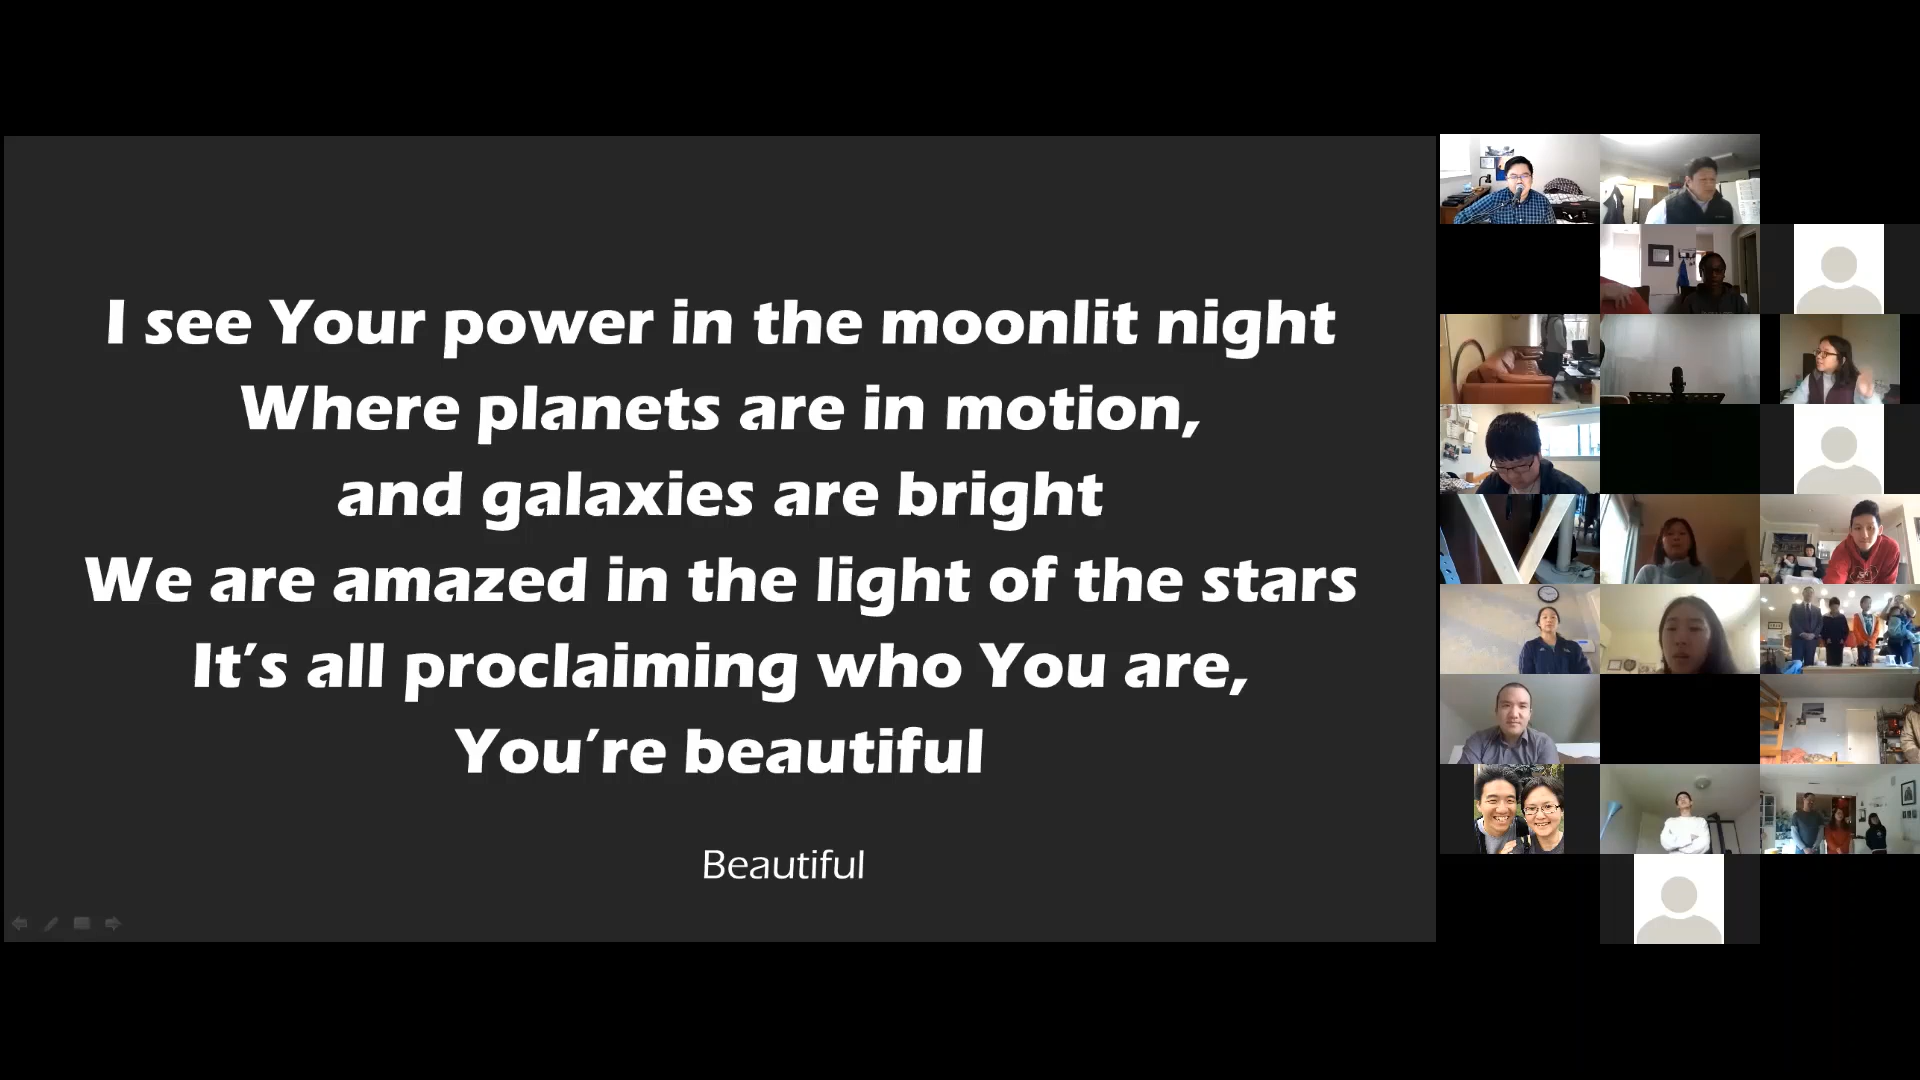 I see Your power in the moonlit night
Where planets are in motion,
and galaxies are bright
We are amazed in the light of the stars
It’s all proclaiming who You are,
You’re beautiful
Beautiful